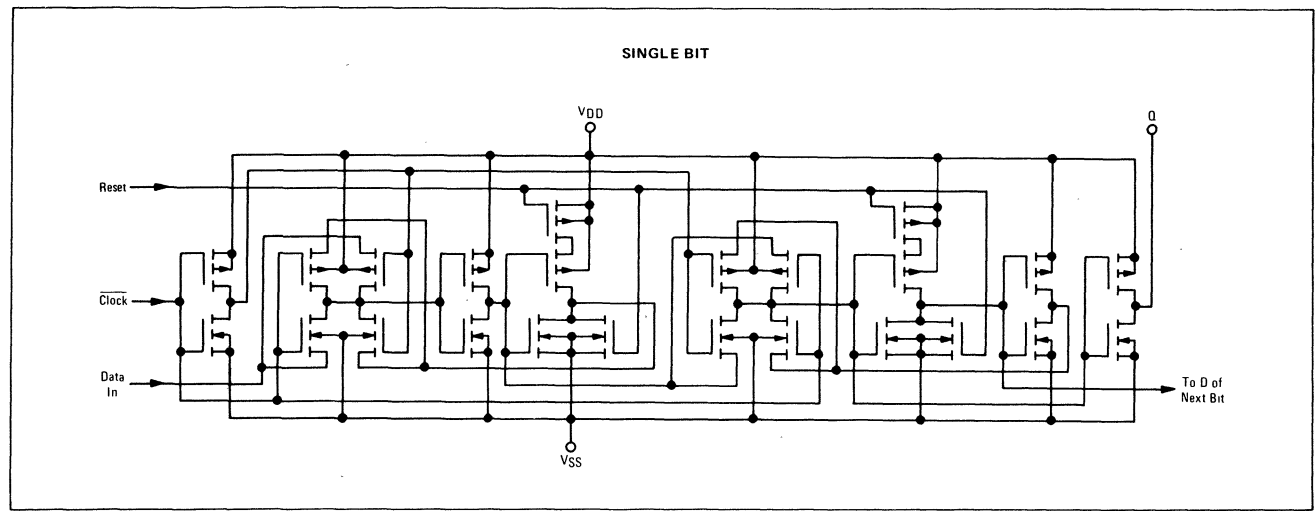 SINGLE BIT
VDD
Q
Reset
Clock
Data
In
To D of
Next Bit
VSS